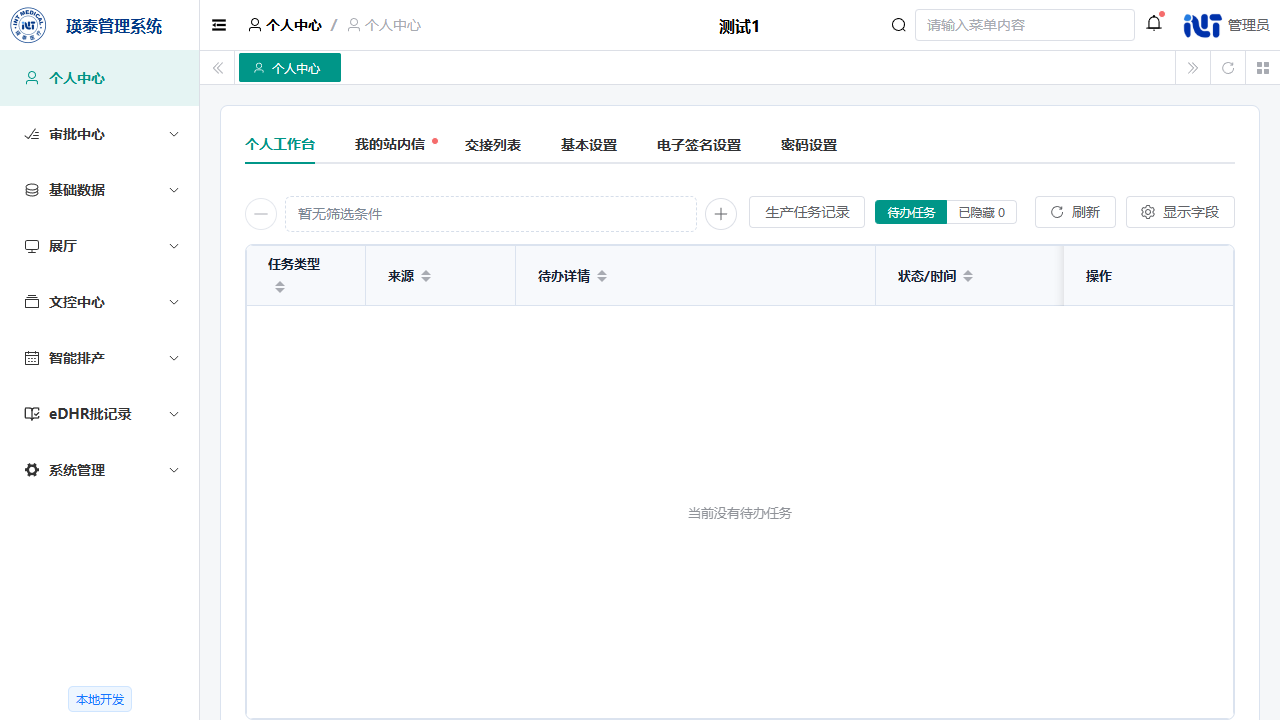 瑛泰管理系统
个人中心 / 个人中心
测试1
请输入菜单内容
管理员
个人中心
个人中心
审批中心
基础数据
展厅
文控中心
智能排产
eDHR批记录
系统管理
本地开发
个人工作台
我的站内信
交接列表
基本设置
电子签名设置
密码设置
暂无筛选条件
生产任务记录
待办任务
已隐藏 0
刷新
显示字段
任务类型
来源
待办详情
状态/时间
操作
当前没有待办任务